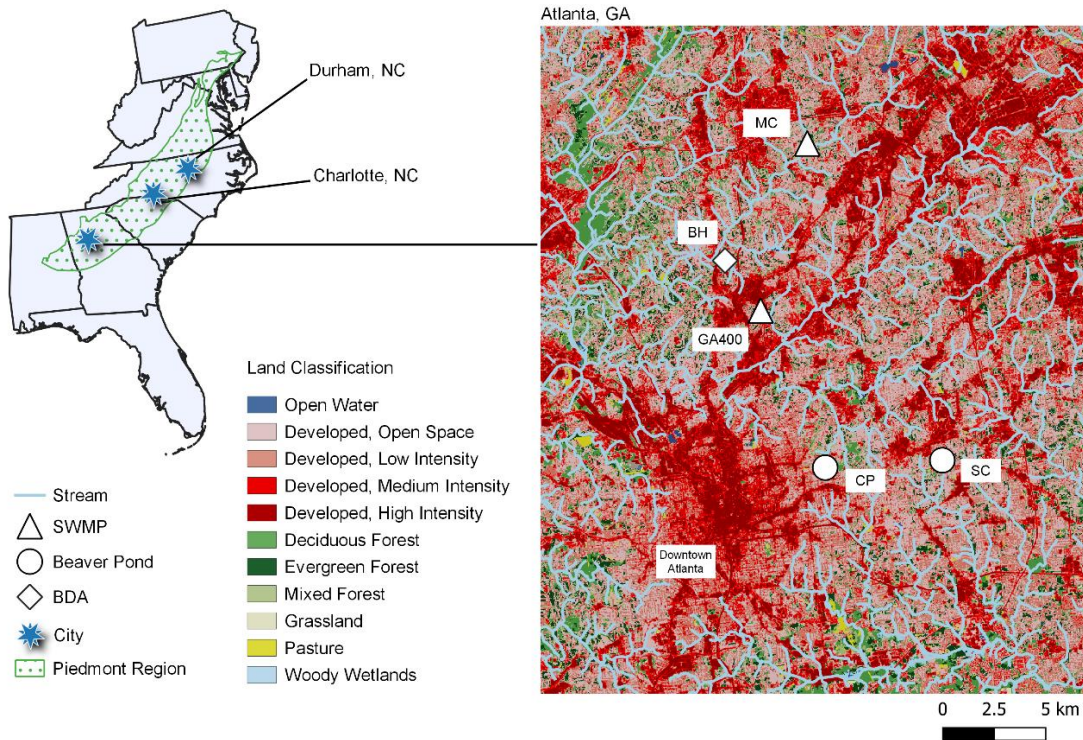 Atlanta, GA
Durham, NC
Charlotte, NC
MC
BH
GA400
CP
SC
Downtown
Atlanta
Land Classification
Open Water
Developed, Open Space
Developed, Low Intensity
Developed, Medium Intensity
Developed, High Intensity
Deciduous Forest
Evergreen Forest
Mixed Forest
Grassland
Pasture
Woody Wetlands
Stream
SWMP
Beaver Pond
BDA
City
Piedmont Region
0 2.5 5 km